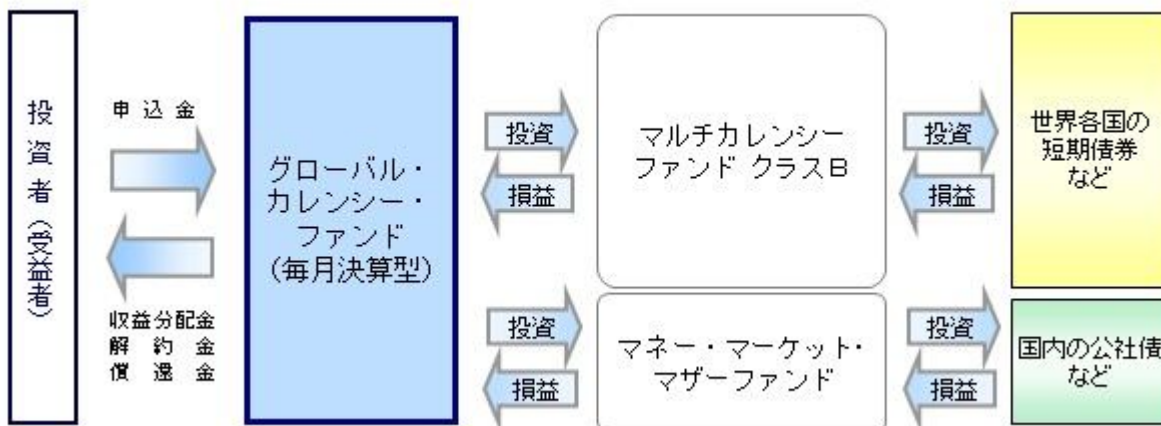 投資者(受益者)
申込金
収益分配金
解約金
償還金
グローバル・
カレンシー・
ファンド
(毎月決算型)
投資
損益
マルチカレンシー
ファンド クラスB
投資
損益
世界各国の
短期債券
など
投資
損益
マネー・マーケット・
マザーファンド
投資
損益
国内の公社債
など